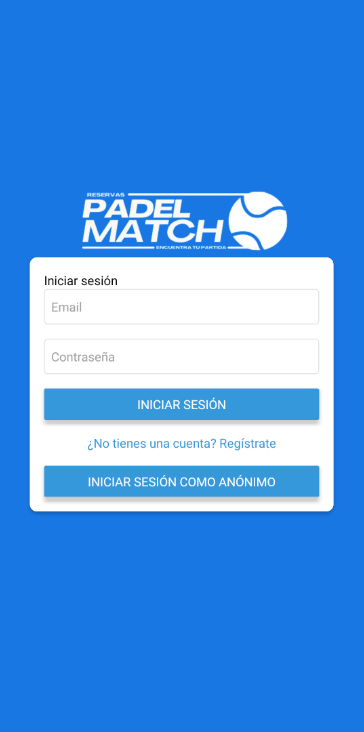 RESERVAS
PADEL
MATCH
ENCUENTRA TU PARTIDA
Iniciar sesión
Email
Contraseña
INICIAR SESIÓN
¿No tienes una cuenta? Regístrate
INICIAR SESIÓN COMO ANÓNIMO